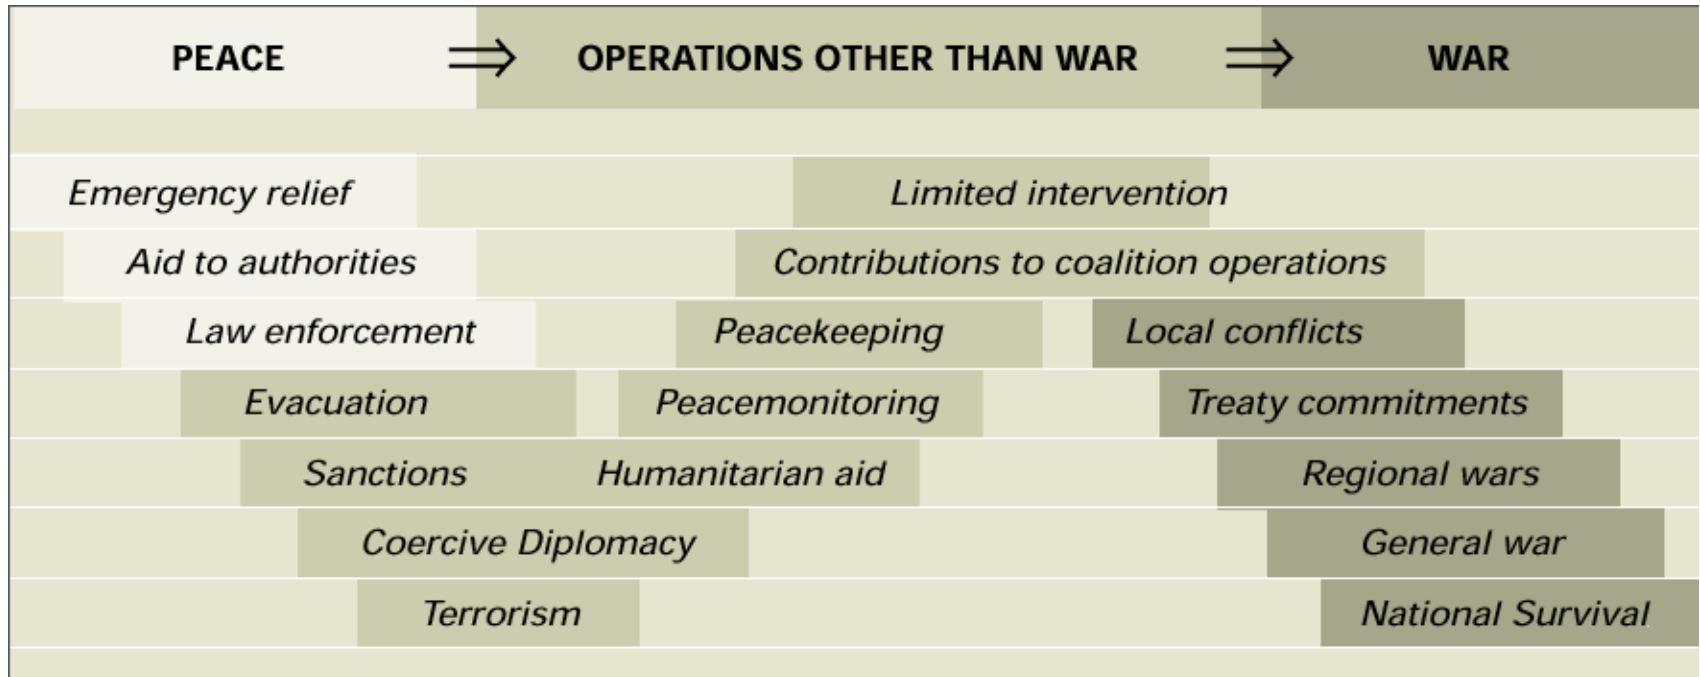 PEACE ⇒ OPERATIONS OTHER THAN WAR ⇒ WAR
Emergency relief Limited intervention
Aid to authorities Contributions to coalition operations
Law enforcement Peacekeeping Local conflicts
Evacuation Peacemonitoring Treaty commitments
Sanctions Humanitarian aid Regional wars
Coercive Diplomacy General war
Terrorism National Survival